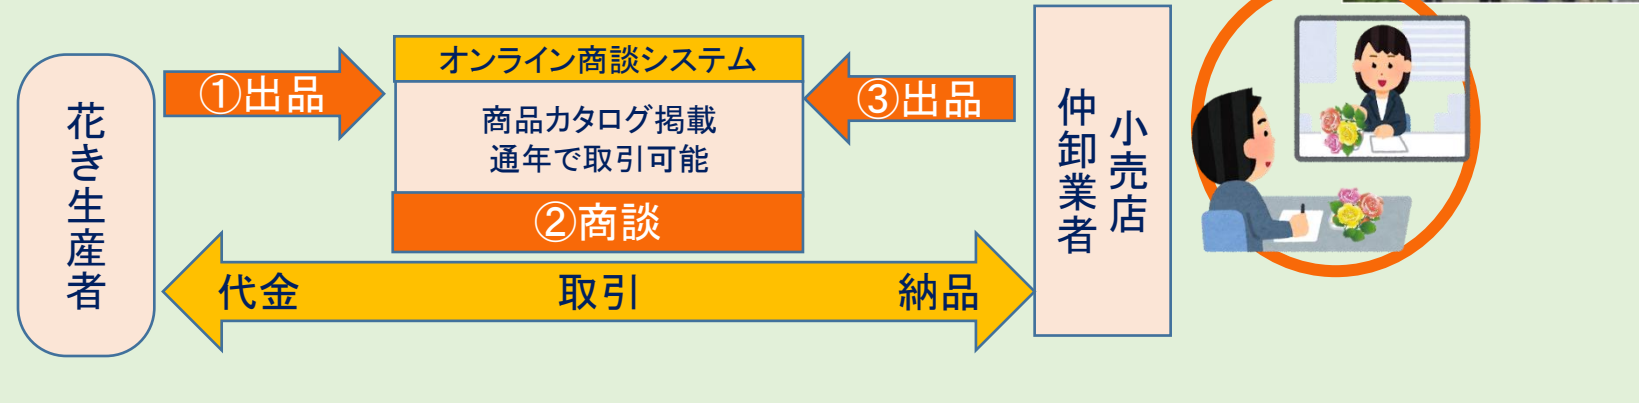 花き生産者
①出品
オンライン商談システム
商品カタログ掲載
通年で取引可能
②商談
③出品
小売店
仲卸業者
代金 取引 納品